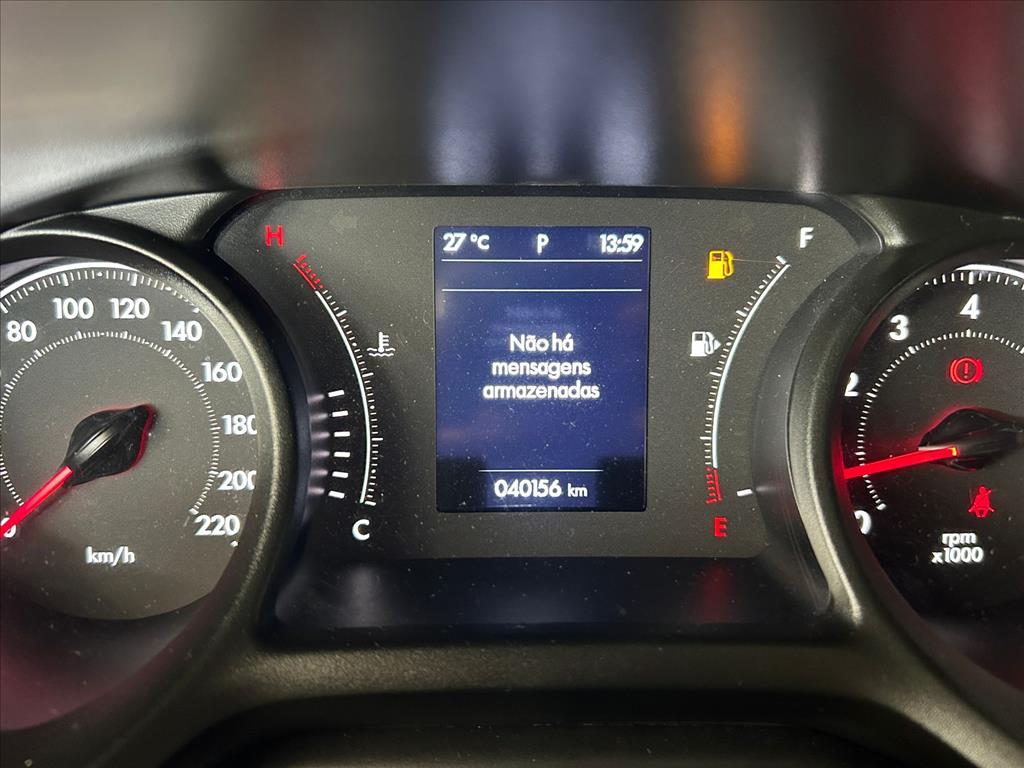 27 °C P 13:59
Não há
mensagens
armazenadas
040156 km
H
C
F
E
80
100
120
140
160
180
200
220
km/h
4
3
2
0
rpm
x1000